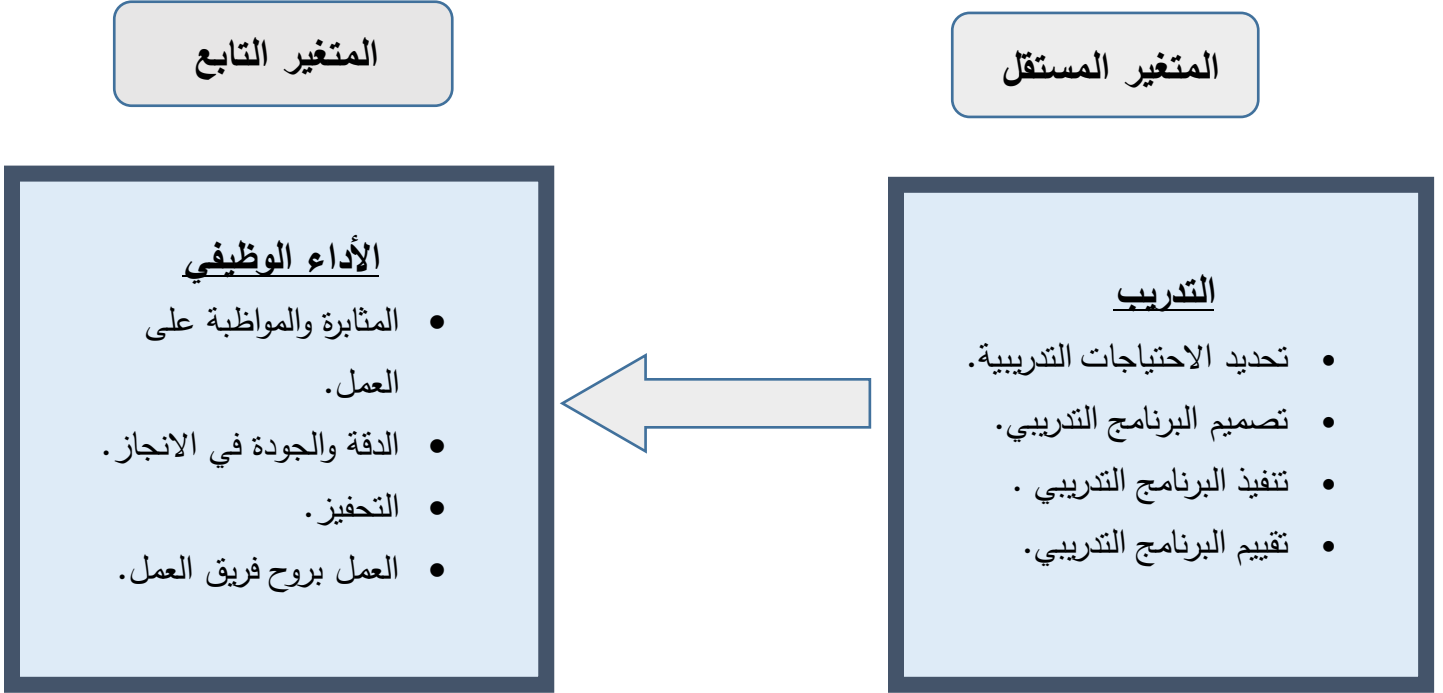 المتغير المستقل
المتغير التابع
التدريب
• تحديد الاحتياجات التدريبية.
• تصميم البرنامج التدريبي.
• تنفيذ البرنامج التدريبي .
• تقييم البرنامج التدريبي.
الأداء الوظيفي
• المثابرة والمواظبة على
العمل.
• الدقة والجودة في الانجاز.
• التحفيز.
• العمل بروح فريق العمل.